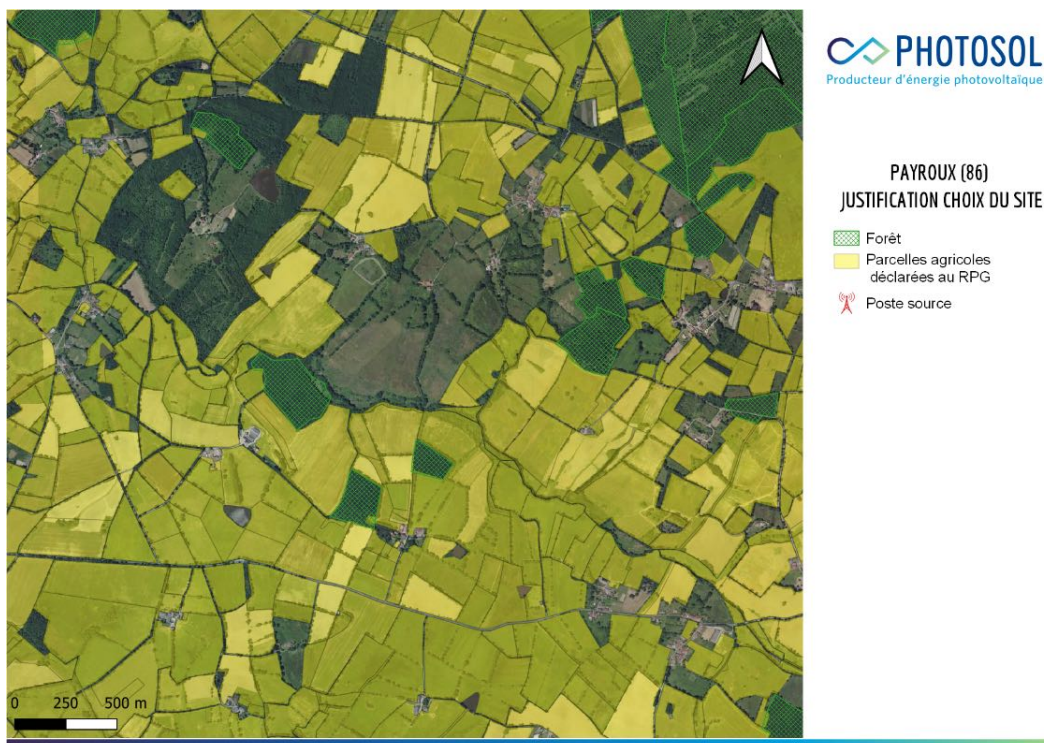 PHOTOSOL
Producteur d'énergie photovoltaïque
PAYROUX (86)
JUSTIFICATION CHOIX DU SITE
Forêt
Parcelles agricoles
déclarées au RPG
Poste source
0 250 500 m